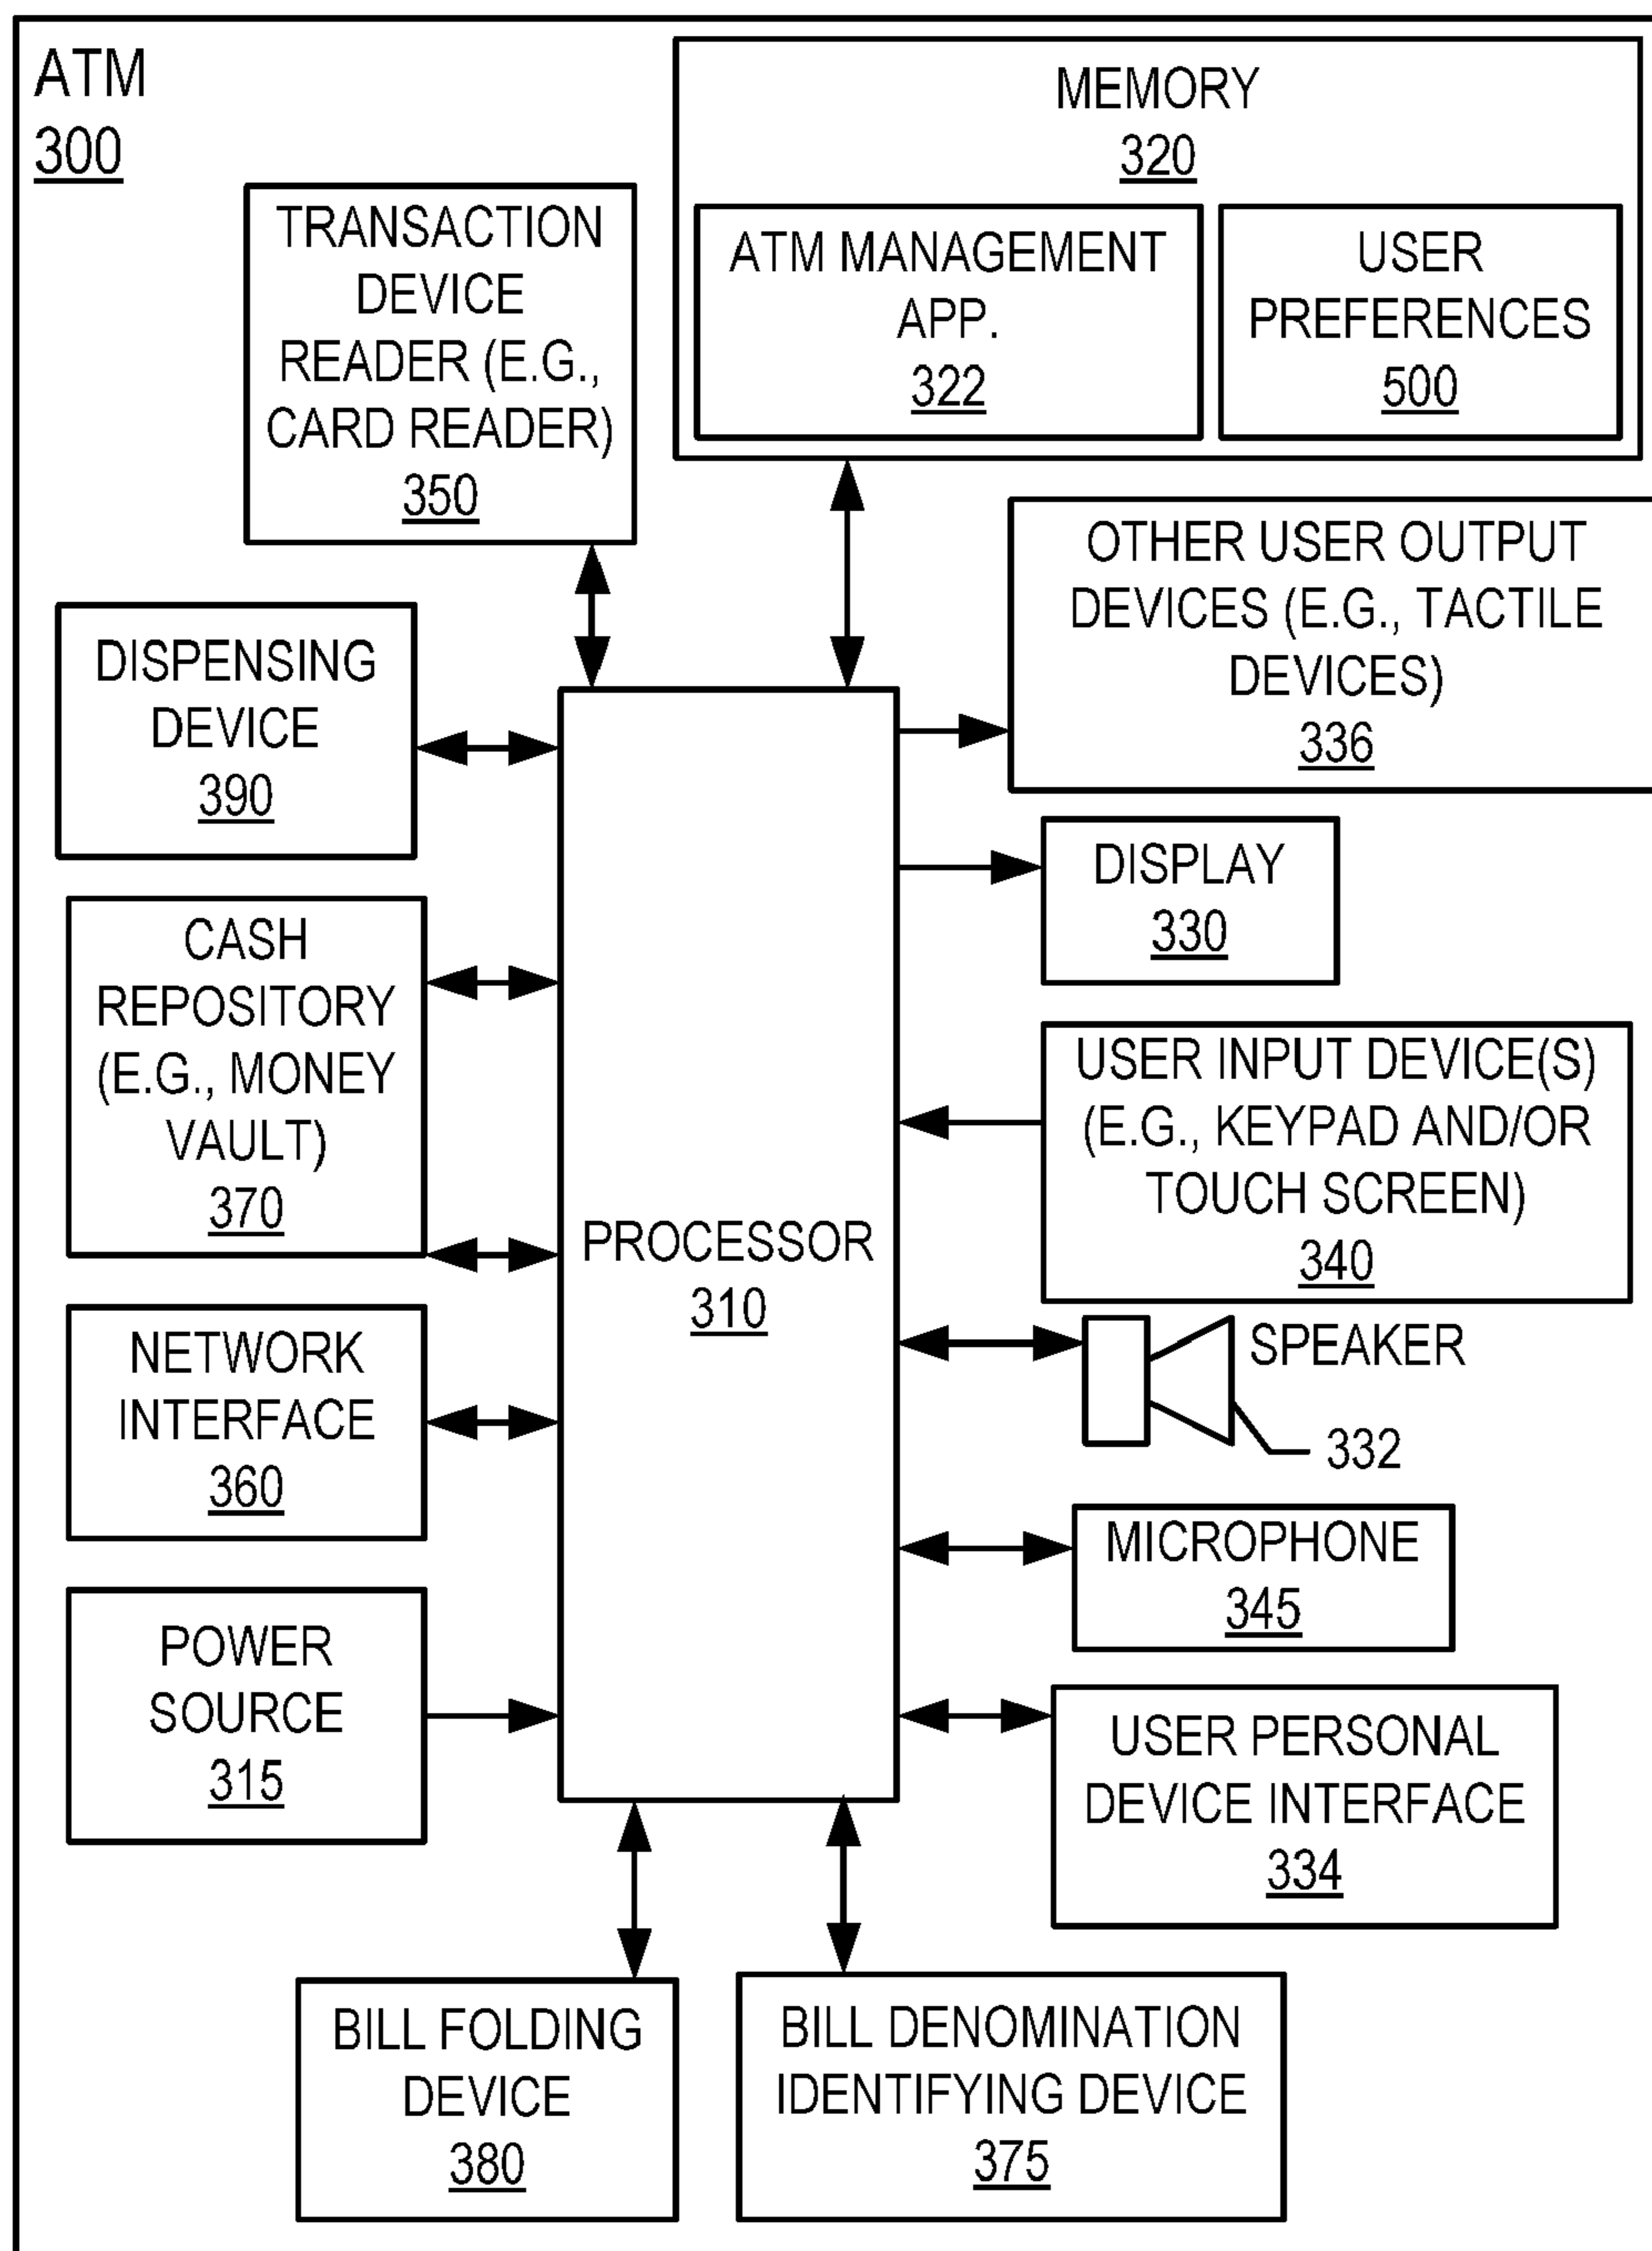 ATM
300
MEMORY
320
ATM MANAGEMENT
APP.
322
USER
PREFERENCES
500
TRANSACTION
DEVICE
READER (E.G.,
CARD READER)
350
OTHER USER OUTPUT
DEVICES (E.G., TACTILE
DEVICES)
336
DISPENSING
DEVICE
390
DISPLAY
330
CASH
REPOSITORY
(E.G., MONEY
VAULT)
370
USER INPUT DEVICE(S)
(E.G., KEYPAD AND/OR
TOUCH SCREEN)
340
PROCESSOR
310
NETWORK
INTERFACE
360
SPEAKER
332
MICROPHONE
345
POWER
SOURCE
315
USER PERSONAL
DEVICE INTERFACE
334
BILL FOLDING
DEVICE
380
BILL DENOMINATION
IDENTIFYING DEVICE
375